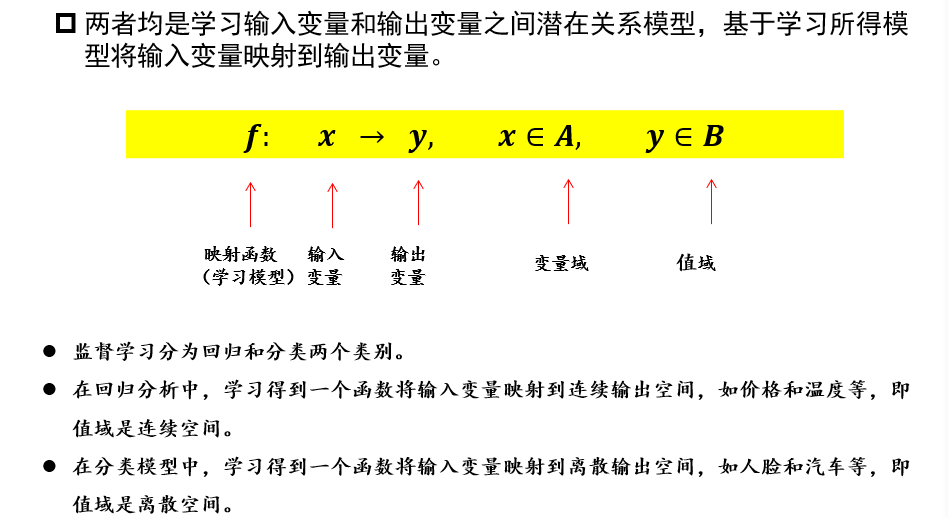 两者均是学习输入变量和输出变量之间潜在关系模型，基于学习所得模
型将输入变量映射到输出变量。
f: x → y, x ∈ A, y ∈ B
映射函数 输入 输出
（学习模型）变量 变量 变量域 值域
监督学习分为回归和分类两个类别。
在回归分析中，学习得到一个函数将输入变量映射到连续输出空间，如价格和温度等，即
值域是连续空间。
在分类模型中，学习得到一个函数将输入变量映射到离散输出空间，如人脸和汽车等，即
值域是离散空间。